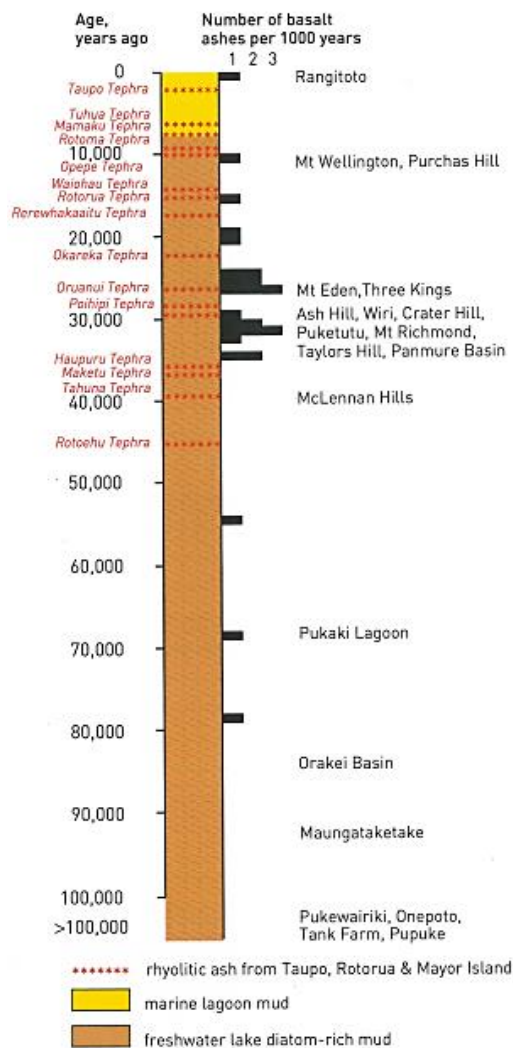 Age,
years ago
Number of basalt
ashes per 1000 years
1 2 3
0
Rangitoto
Taupo Tephra
Tuhua Tephra
Mamaku Tephra
Rotoma Tephra
10,000
Mt Wellington, Purchas Hill
Opepe Tephra
Waiohau Tephra
Rotorua Tephra
Rerewhakaaitu Tephra
20,000
Okareka Tephra
Oruanui Tephra
Mt Eden,Three Kings
Poihipi Tephra
30,000
Ash Hill, Wiri, Crater Hill,
Puketutu, Mt Richmond,
Taylors Hill, Panmure Basin
Haupuru Tephra
Maketu Tephra
Tahuna Tephra
40,000
McLennan Hills
Rotoehu Tephra
50,000
60,000
Pukaki Lagoon
70,000
80,000
Orakei Basin
90,000
Maungataketake
100,000
>100,000
Pukewairiki, Onepoto,
Tank Farm, Pupuke
rhyolitic ash from Taupo, Rotorua & Mayor Island
marine lagoon mud
freshwater lake diatom-rich mud